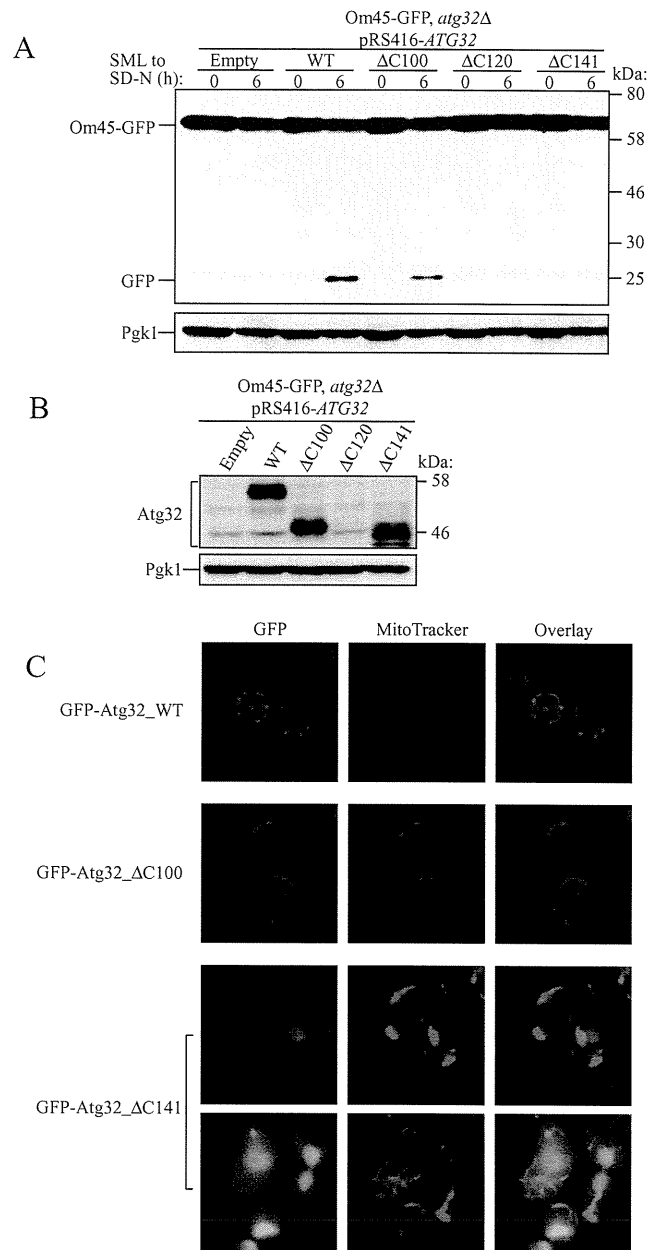 A
Om45-GFP, atg32Δ
pRS416-ATG32
SML to Empty WT ΔC100 ΔC120 ΔC141
SD-N (h): 0 6 0 6 0 6 0 6 0 6 kDa:
80
Om45-GFP
58
46
30
GFP 25
Pgk1
B
Om45-GFP, atg32Δ
pRS416-ATG32
Empty WT ΔC100 ΔC120 ΔC141 kDa:
58
Atg32
46
Pgk1
C
GFP MitoTracker Overlay
GFP-Atg32_WT
GFP-Atg32_ΔC100
GFP-Atg32_ΔC141